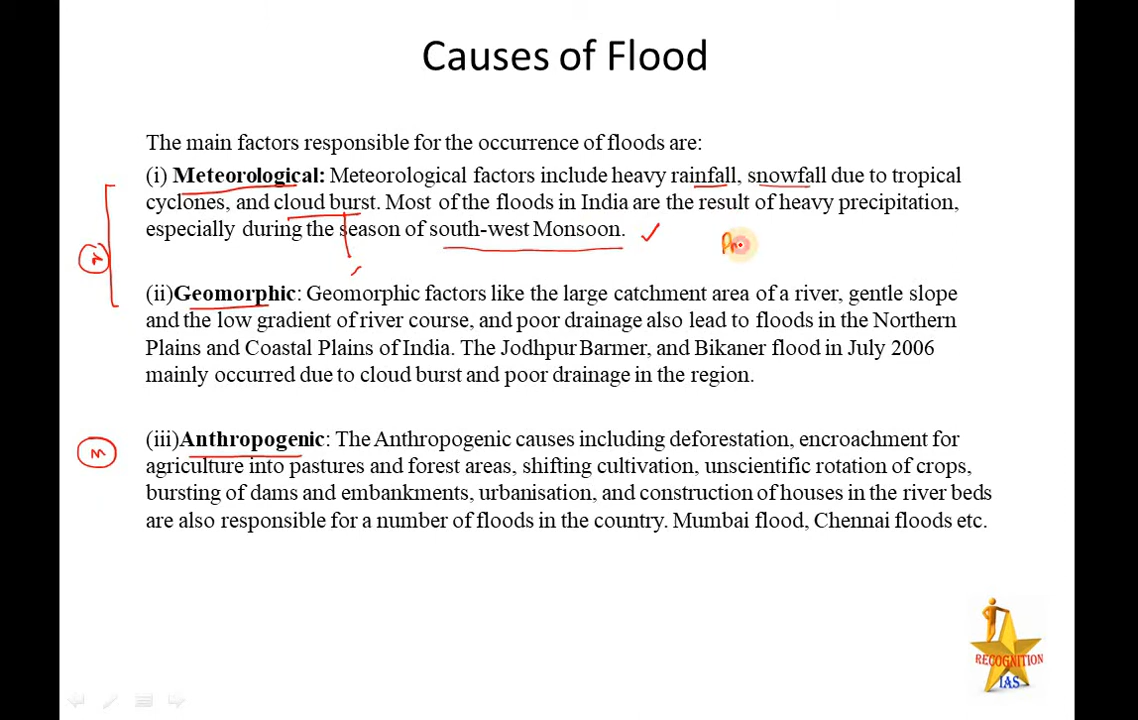 Causes of Flood
The main factors responsible for the occurrence of floods are:
(i) Meteorological: Meteorological factors include heavy rainfall, snowfall due to tropical
cyclones, and cloud burst. Most of the floods in India are the result of heavy precipitation,
especially during the season of south-west Monsoon.
(ii)Geomorphic: Geomorphic factors like the large catchment area of a river, gentle slope
and the low gradient of river course, and poor drainage also lead to floods in the Northern
Plains and Coastal Plains of India. The Jodhpur Barmer, and Bikaner flood in July 2006
mainly occurred due to cloud burst and poor drainage in the region.
(iii)Anthropogenic: The Anthropogenic causes including deforestation, encroachment for
agriculture into pastures and forest areas, shifting cultivation, unscientific rotation of crops,
bursting of dams and embankments, urbanisation, and construction of houses in the river beds
are also responsible for a number of floods in the country. Mumbai flood, Chennai floods etc.
RECOGNITION
IAS